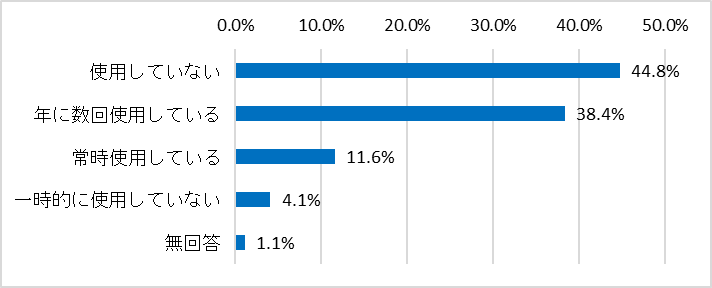 0.0% 10.0% 20.0% 30.0% 40.0% 50.0%
使用していない 44.8%
年に数回使用している 38.4%
常時使用している 11.6%
一時的に使用していない 4.1%
無回答 1.1%